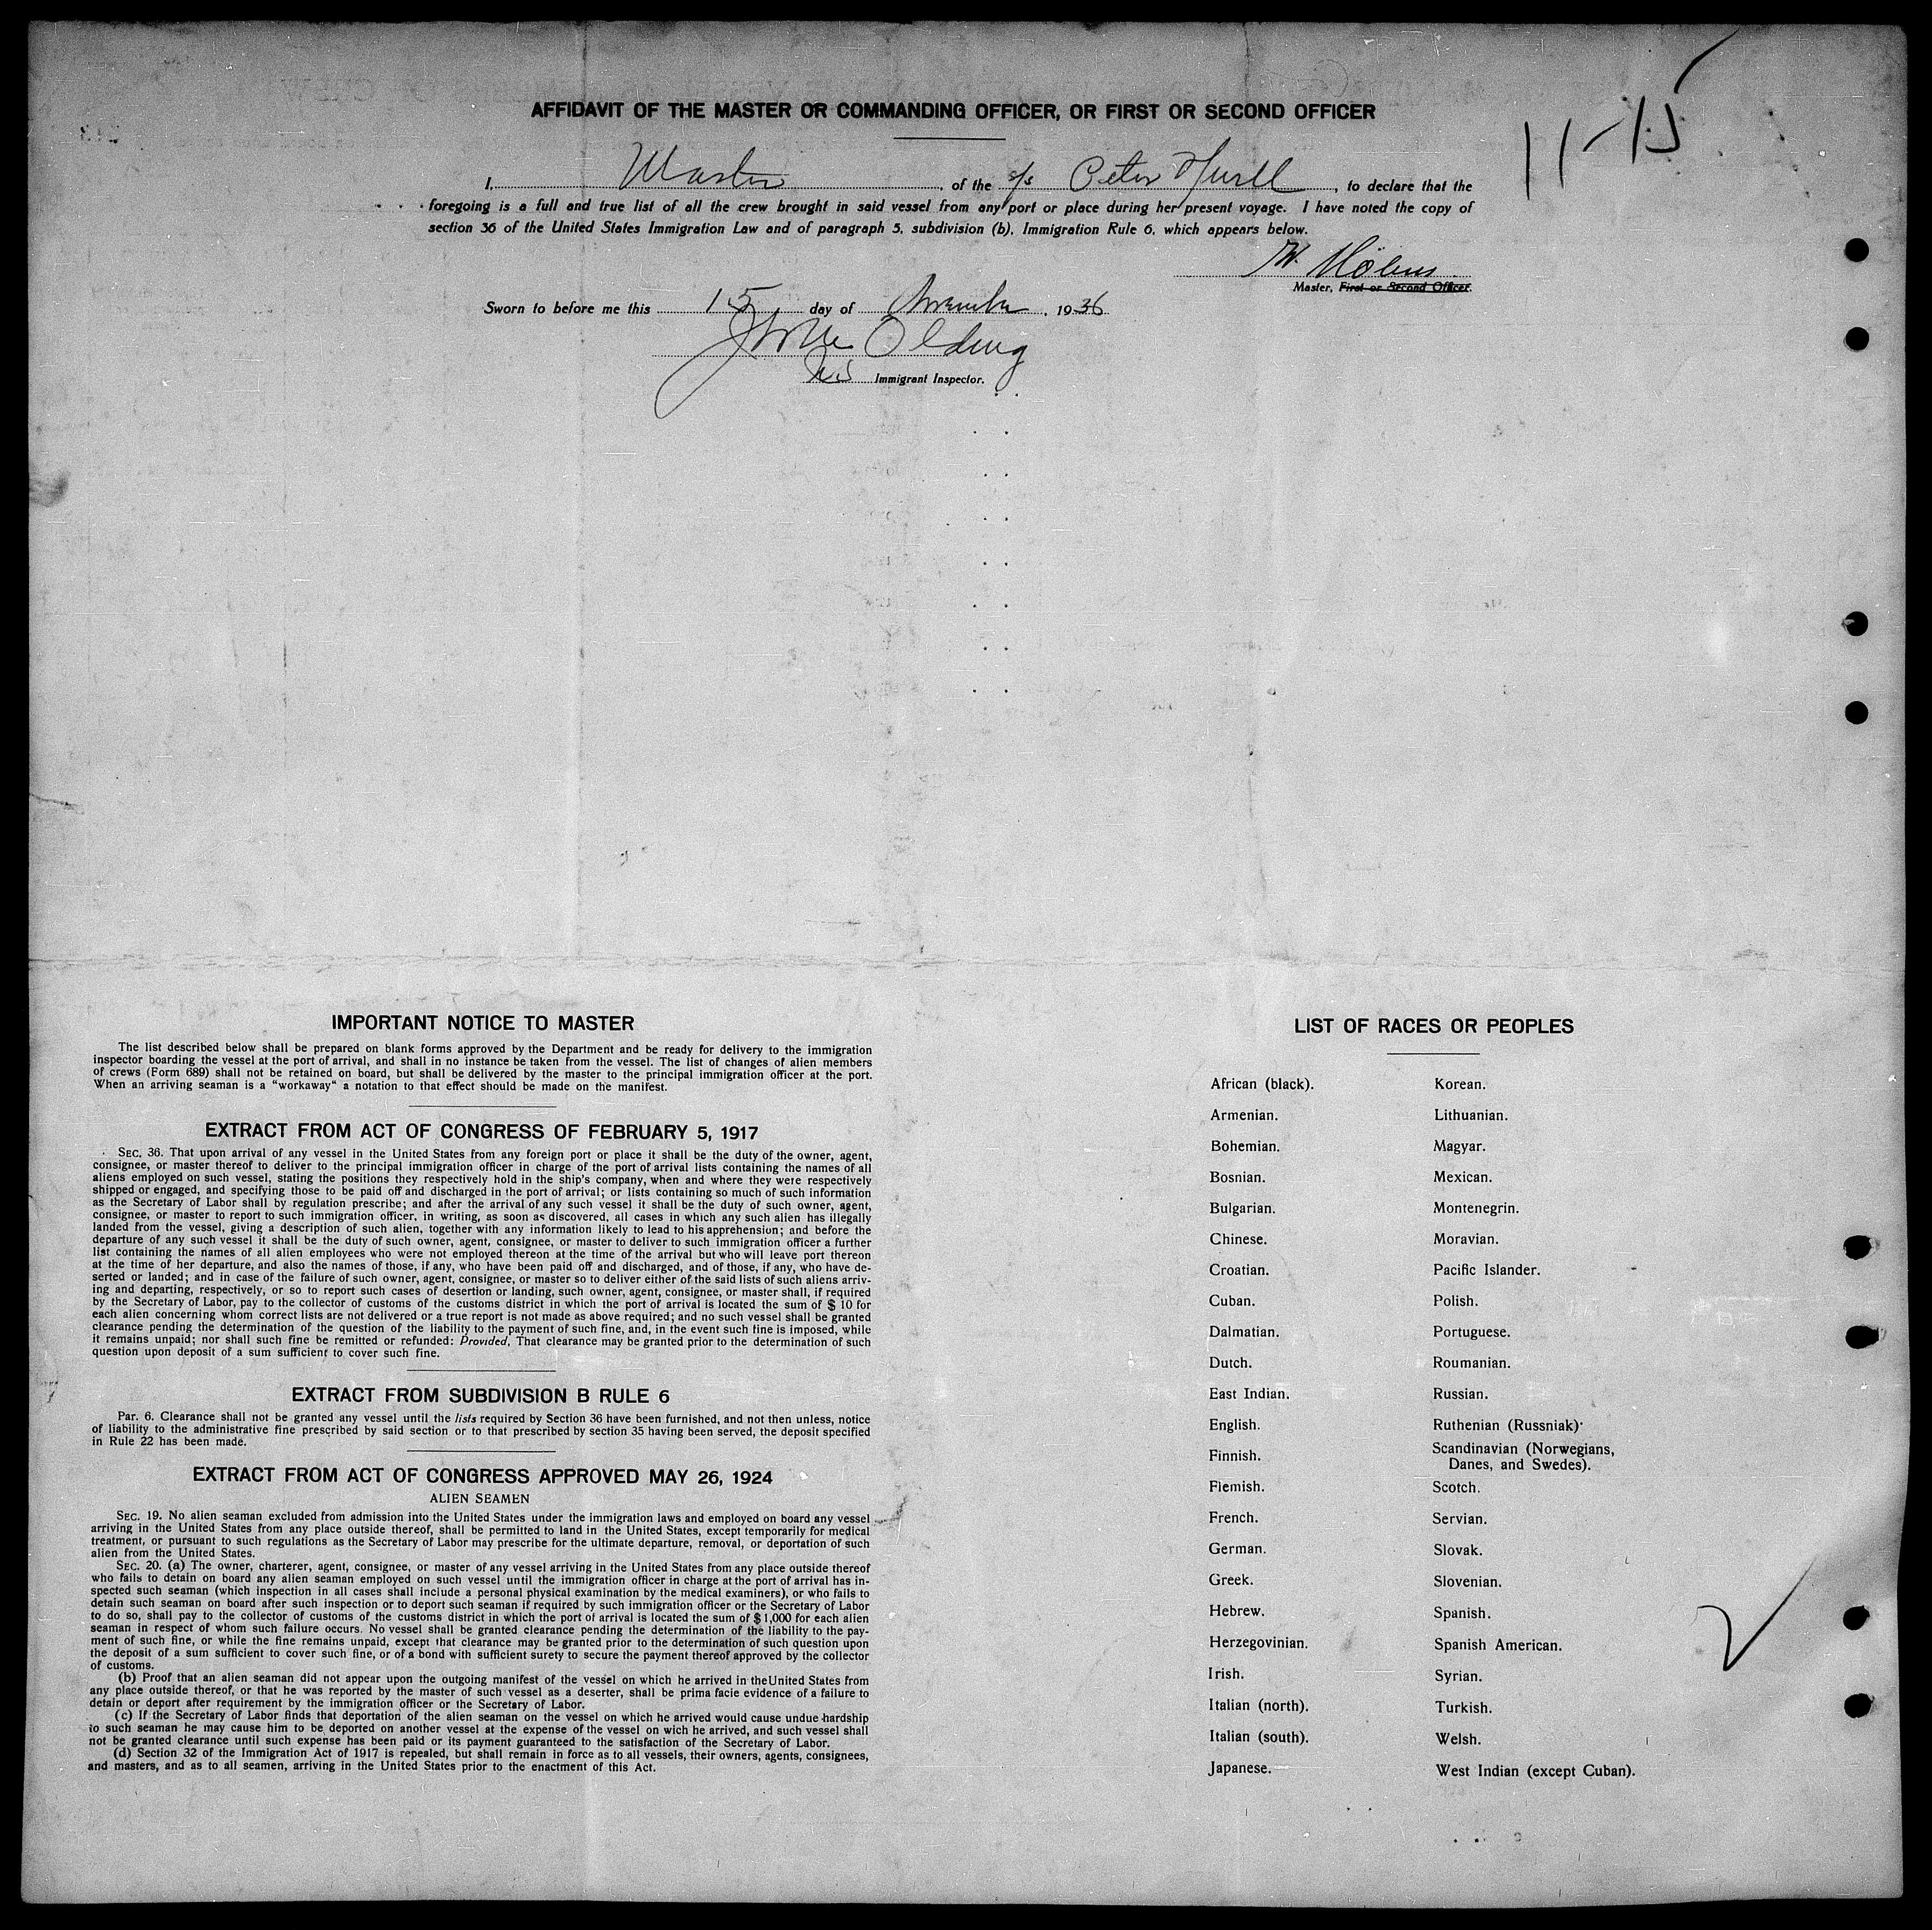 AFFIDAVIT OF THE MASTER OR COMMANDING OFFICER, OR FIRST OR SECOND OFFICER
11-15
I, Master, of the s/s Peter Hurll, to declare that the
foregoing is a full and true list of all the crew brought in said vessel from any port or place during her present voyage. I have noted the copy of
section 36 of the United States Immigration Law and of paragraph 5, subdivision (b), Immigration Rule 6, which appears below.
Master, First or Second Officer.
Sworn to before me this 15 day of November, 1936
Olding
Immigrant Inspector.
IMPORTANT NOTICE TO MASTER
The list described below shall be prepared on blank forms approved by the Department and be ready for delivery to the immigration
inspector boarding the vessel at the port of arrival, and shall in no instance be taken from the vessel. The list of changes of alien members
of crews (Form 689) shall not be retained on board, but shall be delivered by the master to the principal immigration officer at the port.
When an arriving seaman is a “workaway“ a notation to that effect should be made on the manifest.
EXTRACT FROM ACT OF CONGRESS OF FEBRUARY 5, 1917
SEC. 36. That upon arrival of any vessel in the United States from any foreign port or place it shall be the duty of the owner, agent,
consignee, or master thereof to deliver to the principal immigration officer in charge of the port of arrival lists containing the names of all
aliens employed on such vessel, stating the positions they respectively hold in the ship's company, when and where they were respectively
shipped or engaged, and specifying those to be paid off and discharged in the port of arrival; or lists containing so much of such information
as the Secretary of Labor shall by regulation prescribe; and after the arrival of any such vessel it shall be the duty of such owner, agent,
consignee, or master to report to such immigration officer, in writing, as soon as discovered, all cases in which any such alien has illegally
landed from the vessel, giving a description of such alien, together with any information likely to lead to his apprehension; and before the
departure of any such vessel it shall be the duty of such owner, agent, consignee, or master to deliver to such immigration officer a further
list containing the names of all alien employees who were not employed thereon at the time of the arrival but who will leave port thereon
at the time of her departure, and also the names of those, if any, who have been paid off and discharged, and of those, if any, who have de-
serted or landed; and in case of the failure of such owner, agent, consignee, or master so to deliver either of the said lists of such aliens arriv-
ing and departing, respectively, or so to report such cases of desertion or landing, such owner, agent, consignee, or master shall, if required
by the Secretary of Labor, pay to the collector of customs of the customs district in which the port of arrival is located the sum of $ 10 for
each alien concerning whom correct lists are not delivered or a true report is not made as above required; and no such vessel shall be granted
clearance pending the determination of the question of the liability to the payment of such fine, and, in the event such fine is imposed, while
it remains unpaid; nor shall such fine be remitted or refunded: Provided, That clearance may be granted prior to the determination of such
question upon deposit of a sum sufficient to cover such fine.
EXTRACT FROM SUBDIVISION B RULE 6
Par. 6. Clearance shall not be granted any vessel until the lists required by Section 36 have been furnished, and not then unless, notice
of liability to the administrative fine prescribed by said section or to that prescribed by section 35 having been served, the deposit specified
in Rule 22 has been made.
EXTRACT FROM ACT OF CONGRESS APPROVED MAY 26, 1924
ALIEN SEAMEN
SEC. 19. No alien seaman excluded from admission into the United States under the immigration laws and employed on board any vessel
arriving in the United States from any place outside thereof, shall be permitted to land in the United States, except temporarily for medical
treatment, or pursuant to such regulations as the Secretary of Labor may prescribe for the ultimate departure, removal, or deportation of such
alien from the United States.
SEC. 20. (a) The owner, charterer, agent, consignee, or master of any vessel arriving in the United States from any place outside thereof
who fails to detain on board any alien seaman employed on such vessel until the immigration officer in charge at the port of arrival has in-
spected such seaman (which inspection in all cases shall include a personal physical examination by the medical examiners), or who fails to
detain such seaman on board after such inspection or to deport such seaman if required by such immigration officer or the Secretary of Labor
to do so, shall pay to the collector of customs of the customs district in which the port of arrival is located the sum of $ 1,000 for each alien
seaman in respect of whom such failure occurs. No vessel shall be granted clearance pending the determination of the liability to the pay-
ment of such fine, or while the fine remains unpaid, except that clearance may be granted prior to the determination of such question upon
the deposit of a sum sufficient to cover such fine, or of a bond with sufficient surety to secure the payment thereof approved by the collector
of customs.
(b) Proof that an alien seaman did not appear upon the outgoing manifest of the vessel on which he arrived in theUnited States from
any place outside thereof, or that he was reported by the master of such vessel as a deserter, shall be prima facie evidence of a failure to
detain or deport after requirement by the immigration officer or the Secretary of Labor.
(c) If the Secretary of Labor finds that deportation of the alien seaman on the vessel on which he arrived would cause undue hardship
to such seaman he may cause him to be deported on another vessel at the expense of the vessel on wich he arrived, and such vessel shall
not be granted clearance until such expense has been paid or its payment guaranteed to the satisfaction of the Secretary of Labor.
(d) Section 32 of the Immigration Act of 1917 is repealed, but shall remain in force as to all vessels, their owners, agents, consignees,
and masters, and as to all seamen, arriving in the United States prior to the enactment of this Act.
LIST OF RACES OR PEOPLES
African (black).
Armenian.
Bohemian.
Bosnian.
Bulgarian.
Chinese.
Croatian.
Cuban.
Dalmatian.
Dutch.
East Indian.
English.
Finnish.
Flemish.
French.
German.
Greek.
Hebrew.
Herzegovinian.
Irish.
Italian (north).
Italian (south).
Japanese.
Korean.
Lithuanian.
Magyar.
Mexican.
Montenegrin.
Moravian.
Pacific Islander.
Polish.
Portuguese.
Roumanian.
Russian.
Ruthenian (Russniak)
Scandinavian (Norwegians,
Danes, and Swedes).
Scotch.
Servian.
Slovak.
Slovenian.
Spanish.
Spanish American.
Syrian.
Turkish.
Welsh.
West Indian (except Cuban).